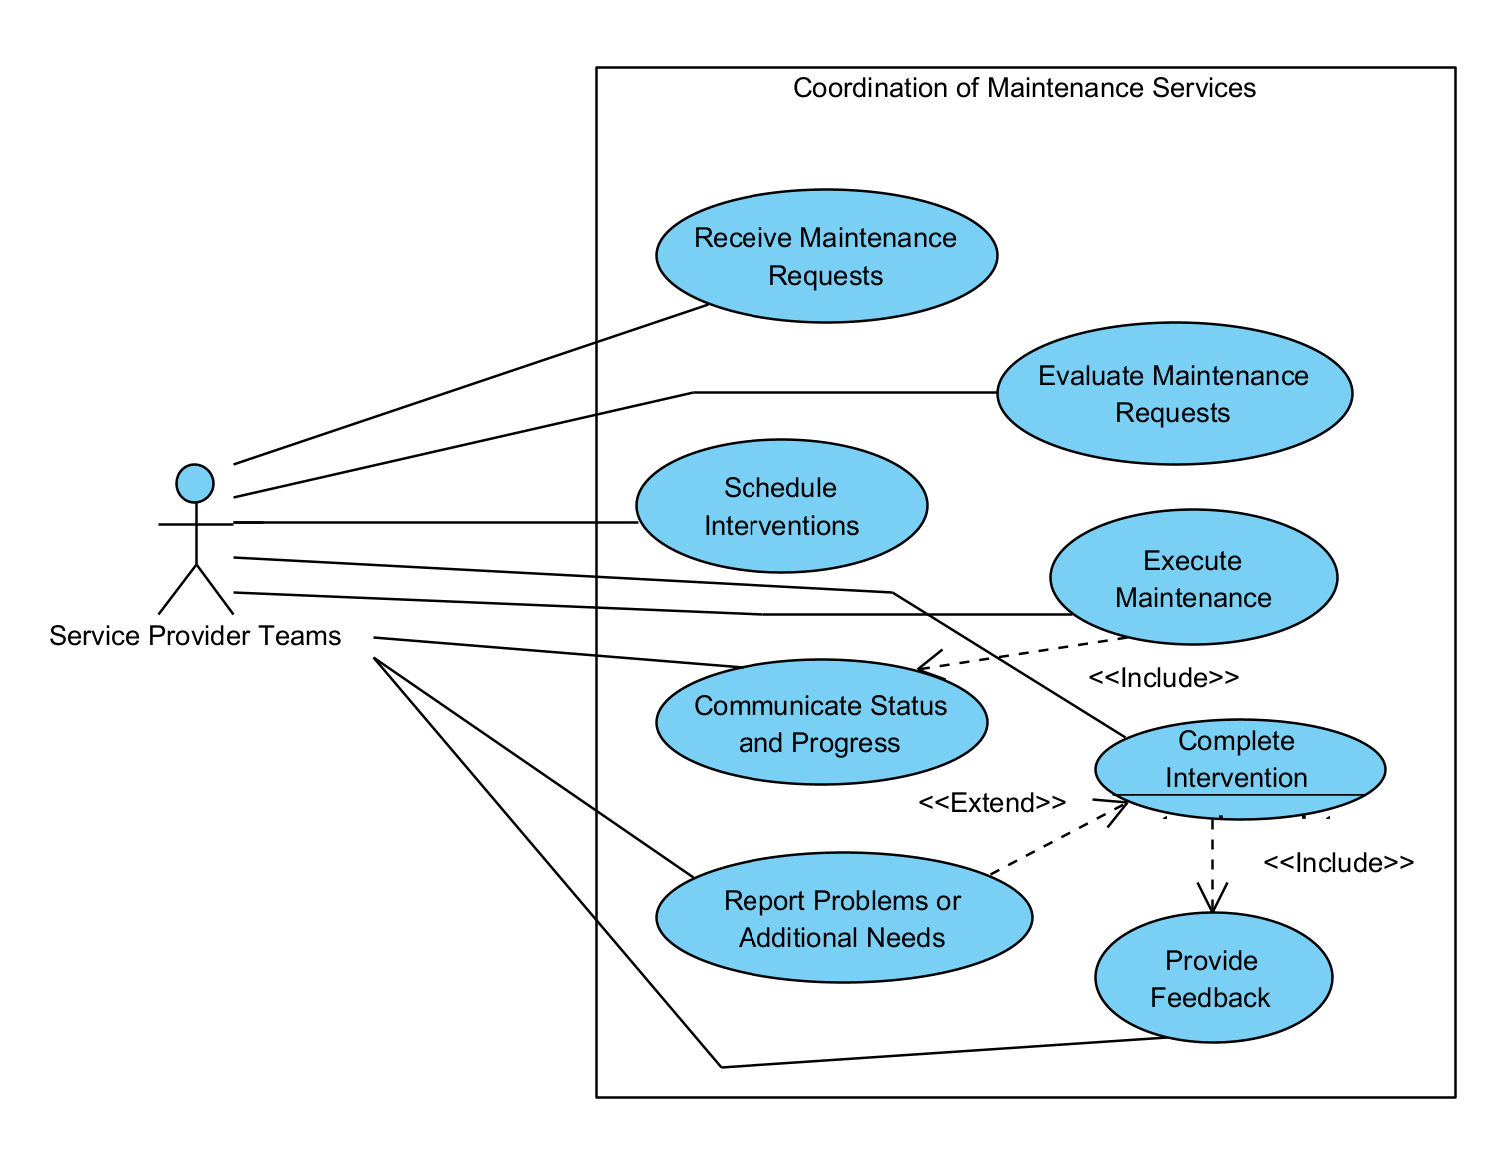 Coordination of Maintenance Services
Receive Maintenance
Requests
Evaluate Maintenance
Requests
Schedule
Interventions
Execute
Maintenance
Service Provider Teams
<<Include>>
Communicate Status
and Progress
Complete
Intervention
<<Extend>>
<<Include>>
Report Problems or
Additional Needs
Provide
Feedback